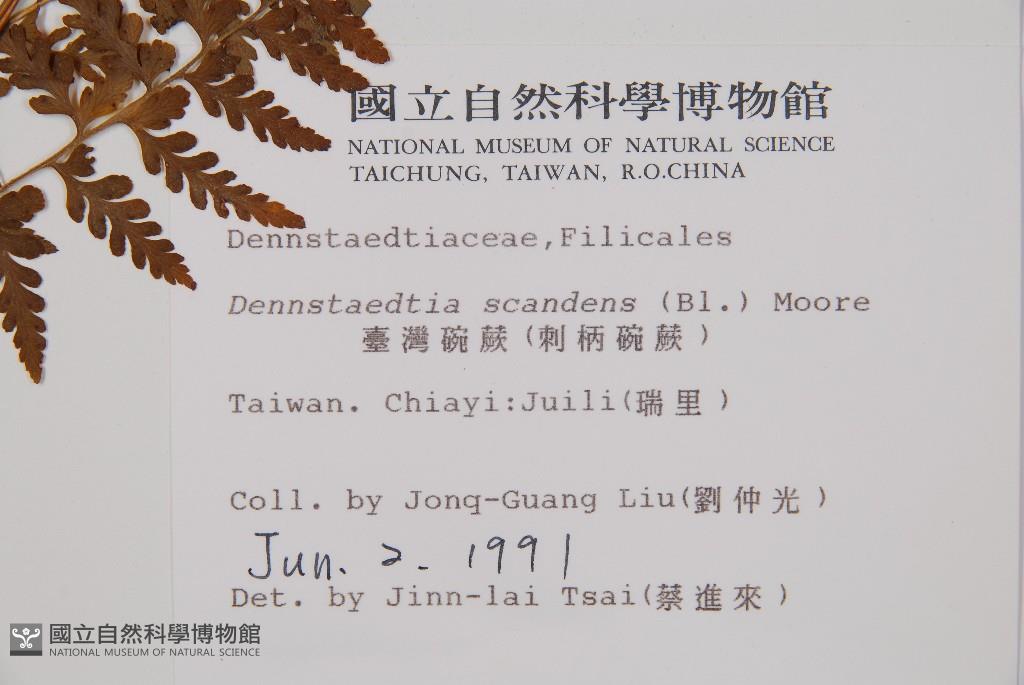 國立自然科學博物館
NATIONAL MUSEUM OF NATURAL SCIENCE
TAICHUNG, TAIWAN, R.O.CHINA
Dennstaedtiaceae,Filicales
Dennstaedtia scandens (Bl.) Moore
臺灣碗蕨(刺柄碗蕨)
Taiwan. Chiayi:Juili(瑞里)
Coll. by Jonq-Guang Liu(劉仲光)
Jun. 2. 1991
Det. by Jinn-lai Tsai(蔡進來)
國立自然科學博物館
NATIONAL MUSEUM OF NATURAL SCIENCE